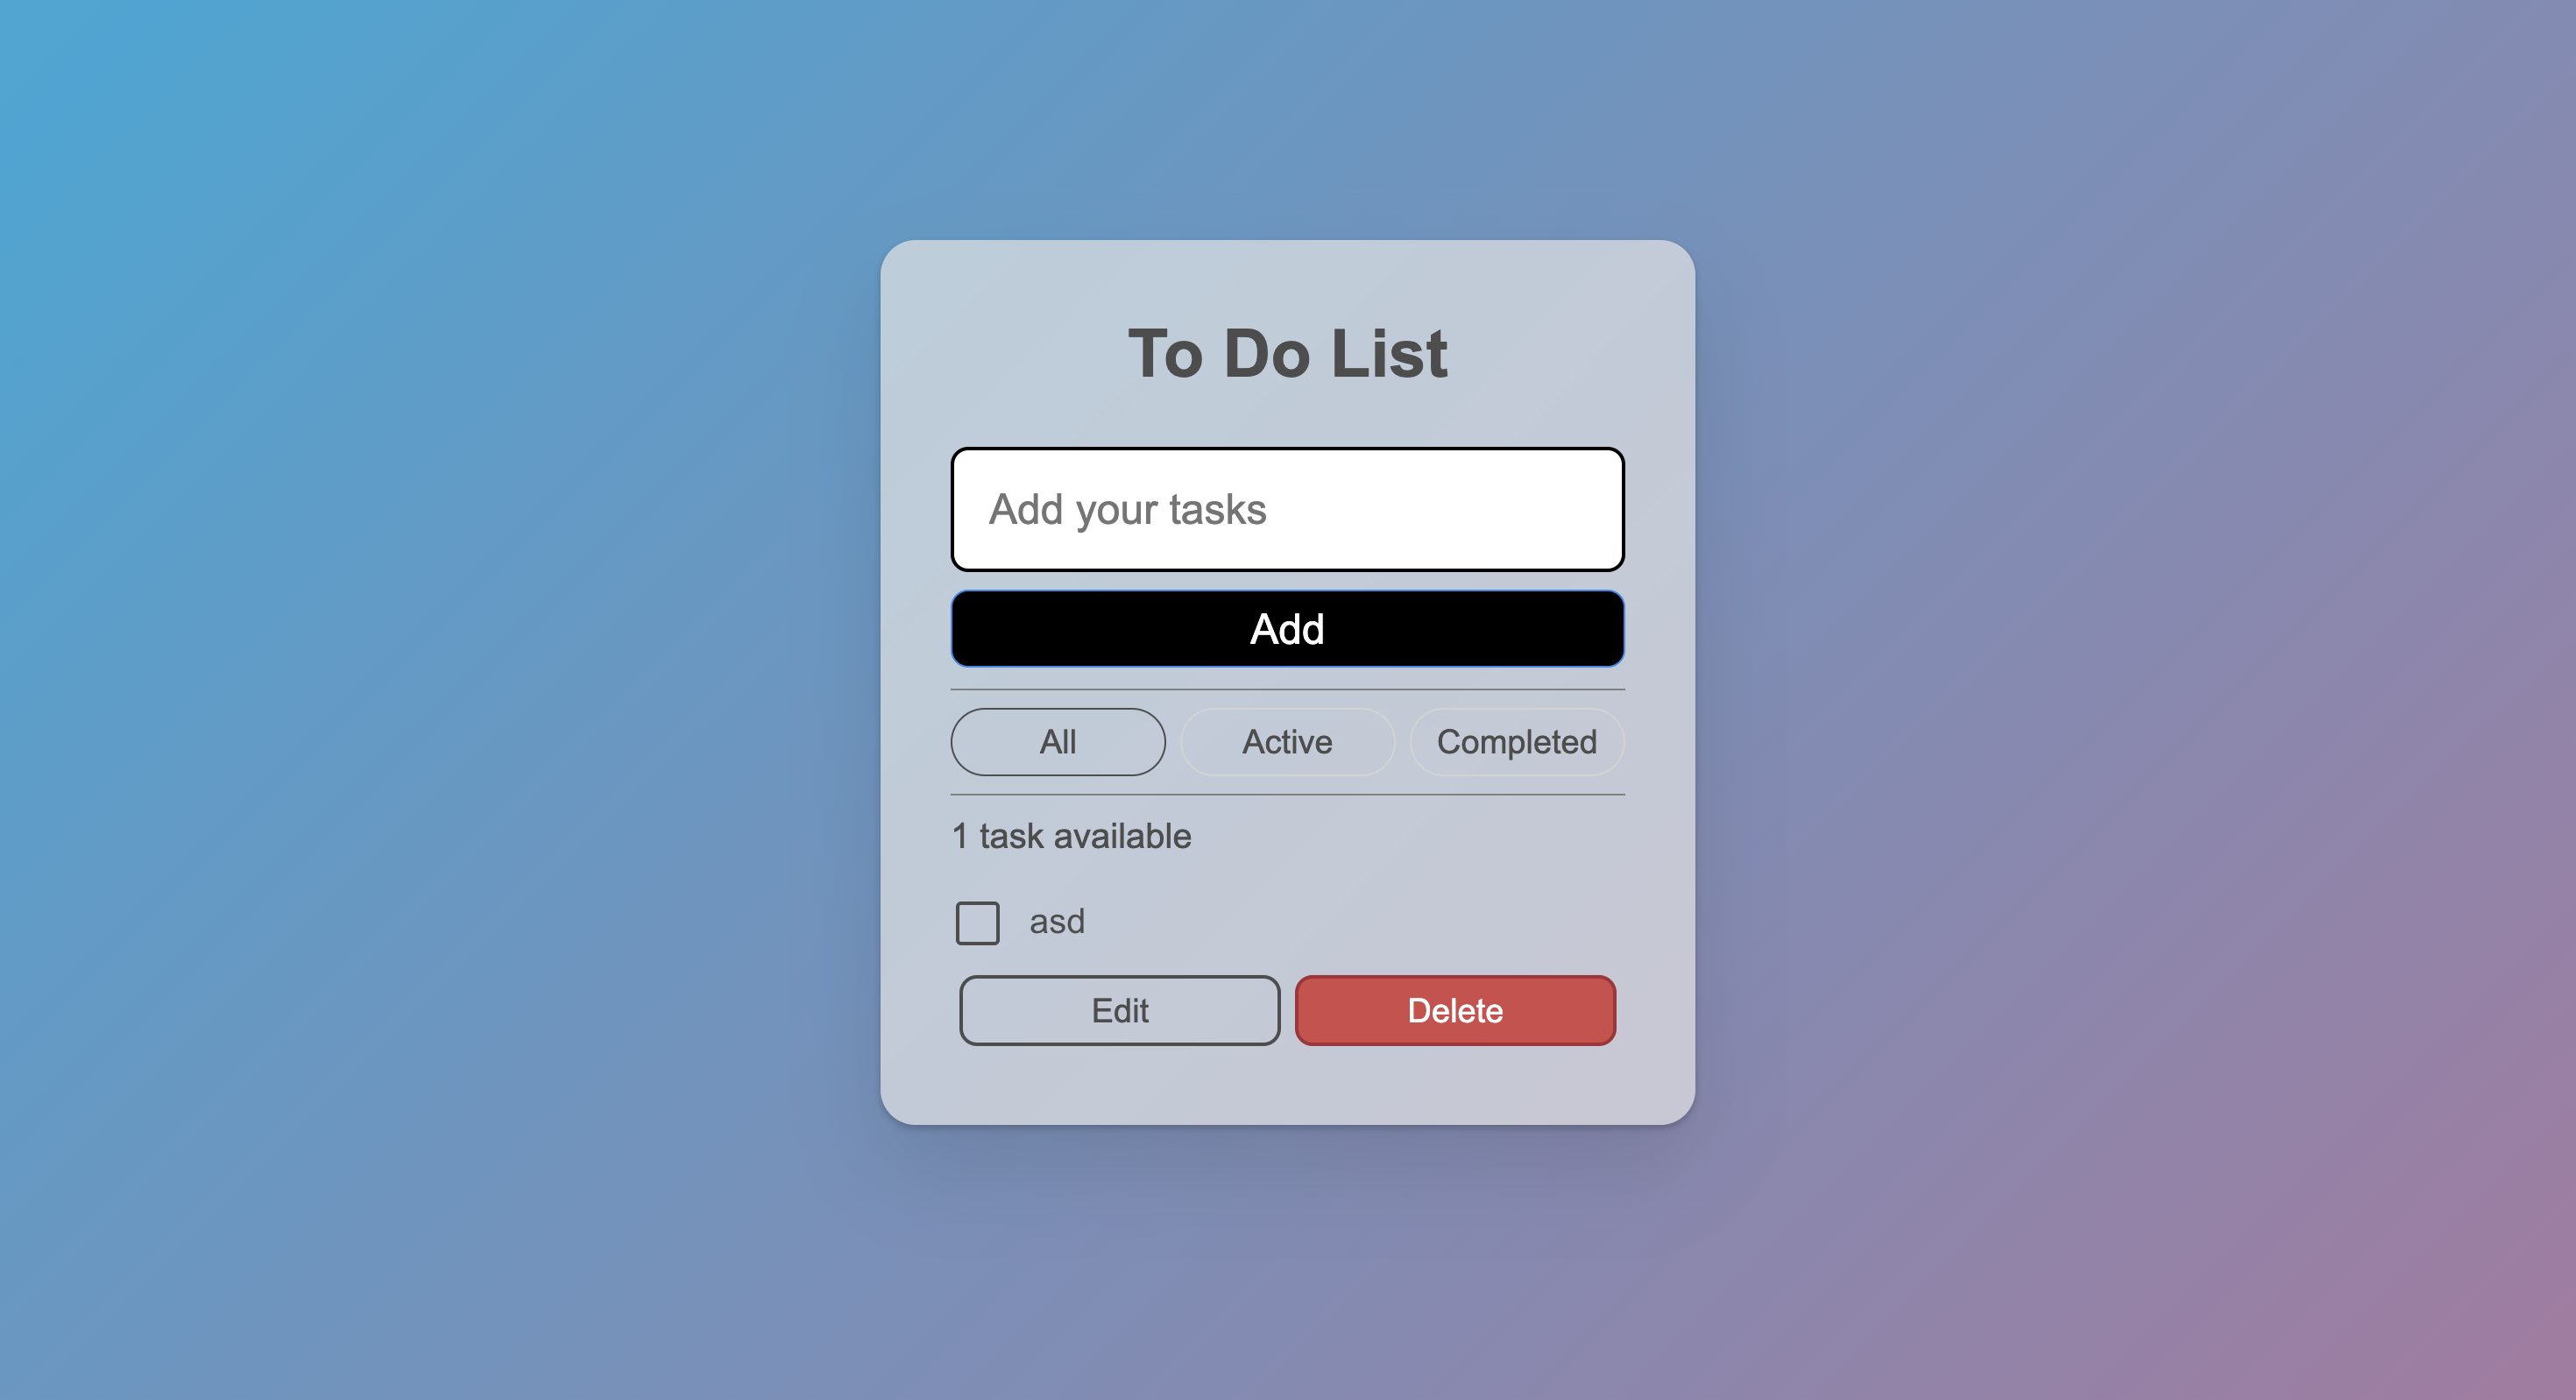 To Do List
Add your tasks
Add
All Active Completed
1 task available
asd
Edit Delete